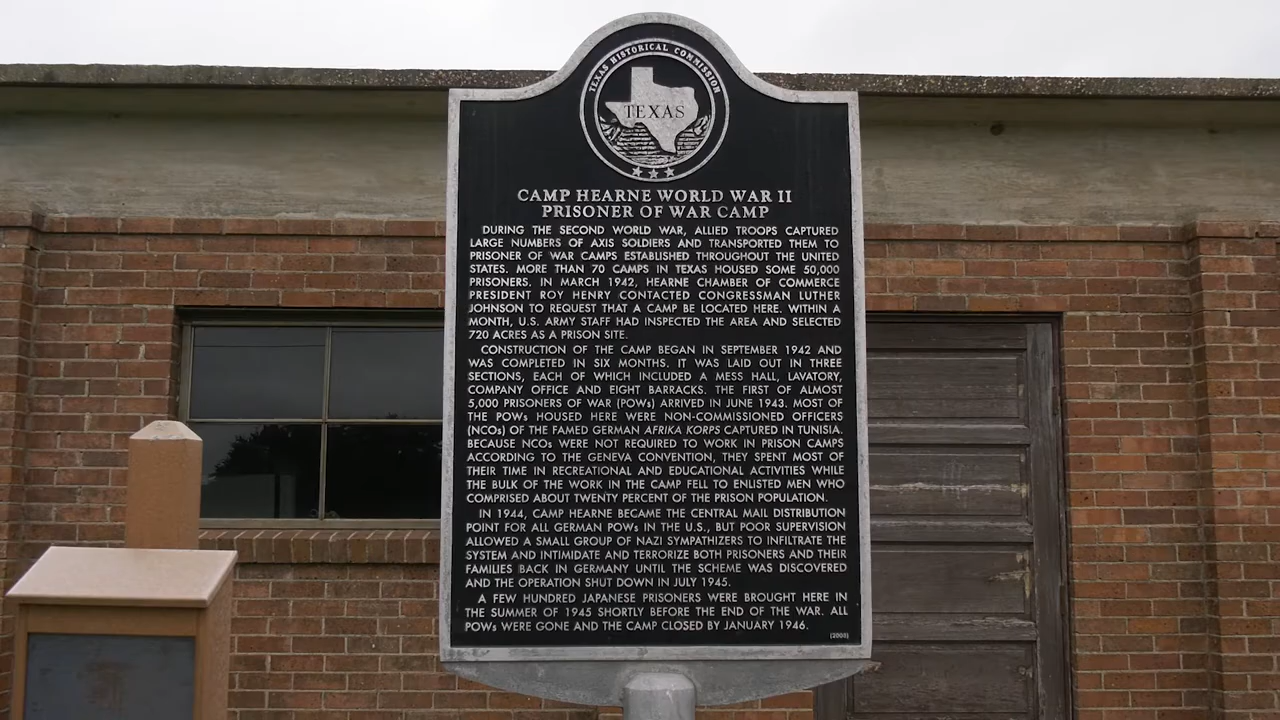 TEXAS HISTORICAL COMMISSION
TEXAS
CAMP HEARNE WORLD WAR II
PRISONER OF WAR CAMP
DURING THE SECOND WORLD WAR, ALLIED TROOPS CAPTURED
LARGE NUMBERS OF AXIS SOLDIERS AND TRANSPORTED THEM TO
PRISONER OF WAR CAMPS ESTABLISHED THROUGHOUT THE UNITED
STATES. MORE THAN 70 CAMPS IN TEXAS HOUSED SOME 50,000
PRISONERS. IN MARCH 1942, HEARNE CHAMBER OF COMMERCE
PRESIDENT ROY HENRY CONTACTED CONGRESSMAN LUTHER
JOHNSON TO REQUEST THAT A CAMP BE LOCATED HERE. WITHIN A
MONTH, U.S. ARMY STAFF HAD INSPECTED THE AREA AND SELECTED
720 ACRES AS A PRISON SITE.
CONSTRUCTION OF THE CAMP BEGAN IN SEPTEMBER 1942 AND
WAS COMPLETED IN SIX MONTHS. IT WAS LAID OUT IN THREE
SECTIONS, EACH OF WHICH INCLUDED A MESS HALL, LAVATORY,
COMPANY OFFICE AND EIGHT BARRACKS. THE FIRST OF ALMOST
5,000 PRISONERS OF WAR (POWs) ARRIVED IN JUNE 1943. MOST OF
THE POWs HOUSED HERE WERE NON-COMMISSIONED OFFICERS
(NCOs) OF THE FAMED GERMAN AFRIKA KORPS CAPTURED IN TUNISIA.
BECAUSE NCOs WERE NOT REQUIRED TO WORK IN PRISON CAMPS
ACCORDING TO THE GENEVA CONVENTION, THEY SPENT MOST OF
THEIR TIME IN RECREATIONAL AND EDUCATIONAL ACTIVITIES WHILE
THE BULK OF THE WORK IN THE CAMP FELL TO ENLISTED MEN WHO
COMPRISED ABOUT TWENTY PERCENT OF THE PRISON POPULATION.
IN 1944, CAMP HEARNE BECAME THE CENTRAL MAIL DISTRIBUTION
POINT FOR ALL GERMAN POWs IN THE U.S., BUT POOR SUPERVISION
ALLOWED A SMALL GROUP OF NAZI SYMPATHIZERS TO INFILTRATE THE
SYSTEM AND INTIMIDATE AND TERRORIZE BOTH PRISONERS AND THEIR
FAMILIES BACK IN GERMANY UNTIL THE SCHEME WAS DISCOVERED
AND THE OPERATION SHUT DOWN IN JULY 1945.
A FEW HUNDRED JAPANESE PRISONERS WERE BROUGHT HERE IN
THE SUMMER OF 1945 SHORTLY BEFORE THE END OF THE WAR. ALL
POWs WERE GONE AND THE CAMP CLOSED BY JANUARY 1946.